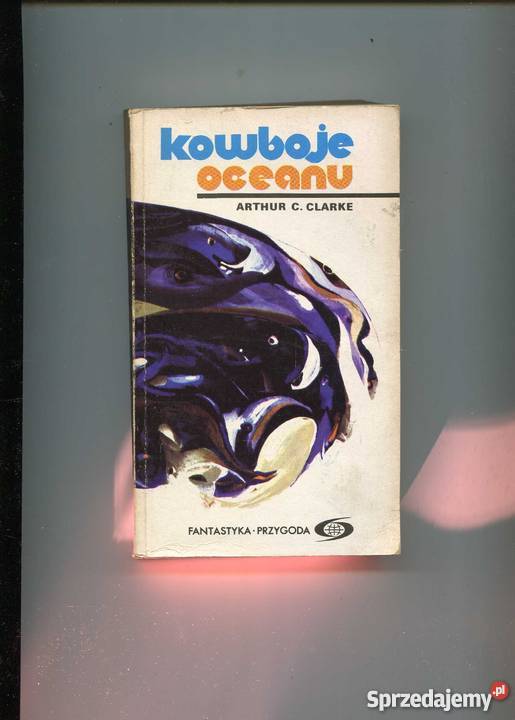 kowboje
oceanu
ARTHUR C. CLARKE
FANTASTYKA · PRZYGODA
Sprzedajemy.pl